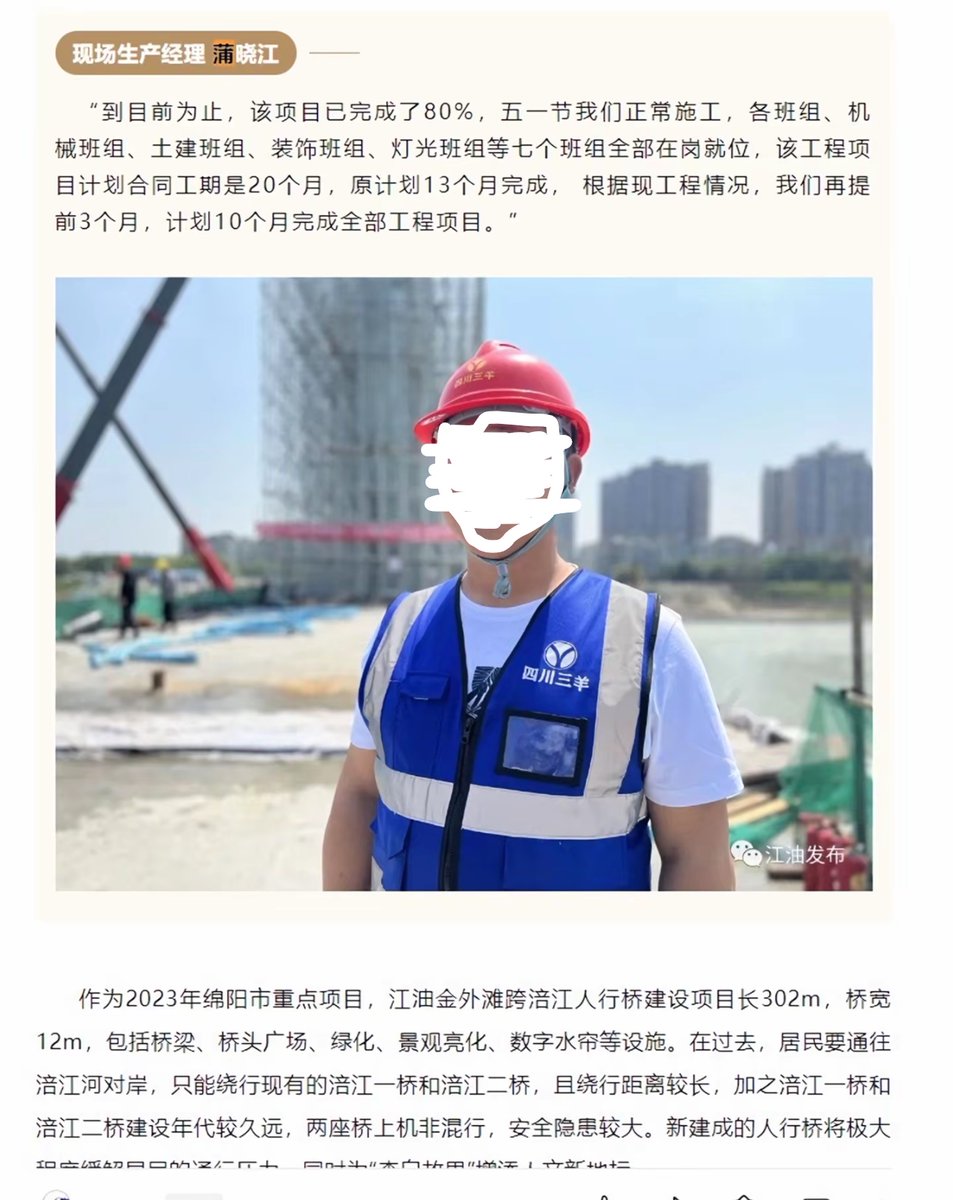 现场生产经理 蒲晓江
“到目前为止，该项目已完成了80%，五一节我们正常施工，各班组、机
械班组、土建班组、装饰班组、灯光班组等七个班组全部在岗就位，该工程项
目计划合同工期是20个月，原计划13个月完成， 根据现工程情况，我们再提
前3个月，计划10个月完成全部工程项目。”
四川三羊
四川三羊
江油发布
作为2023年绵阳市重点项目，江油金外滩跨涪江人行桥建设项目长302m，桥宽
12m，包括桥梁、桥头广场、绿化、景观亮化、数字水帘等设施。在过去，居民要通往
涪江河对岸，只能绕行现有的涪江一桥和涪江二桥，且绕行距离较长，加之涪江一桥和
涪江二桥建设年代较久远，两座桥上机非混行，安全隐患较大。新建成的人行桥将极大